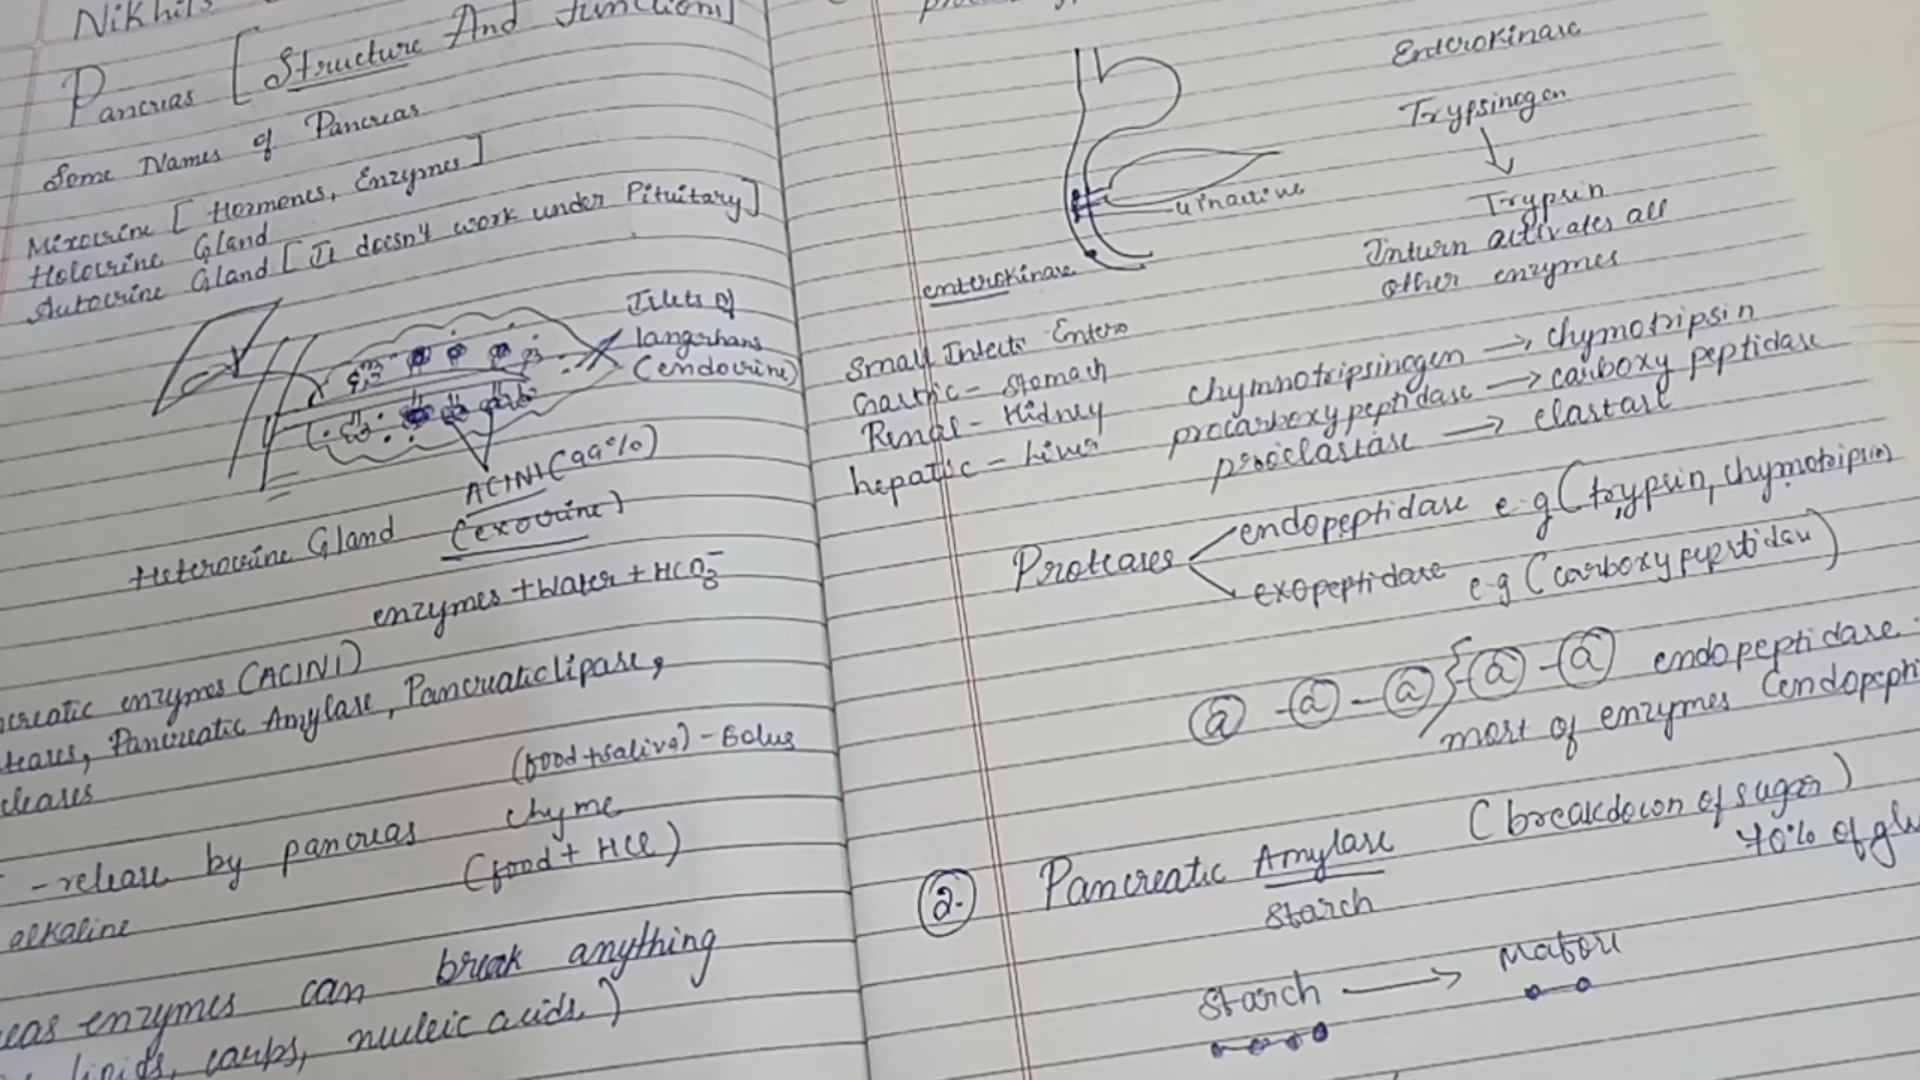 Nikhil's
Pancrias [Structure And Functions]
Some Names of Pancreas
Mixocrine [Hormones, Enzymes]
Holocrine Gland
Autocrine Gland [It doesn't work under Pituitary]
Islets of
langerhans
(endocrine)
ACINI (99%)
(exocrine)
Heterocrine Gland
enzymes + Water + HCO3-
creatic enzymes (ACINI)
teases, Pancreatic Amylase, Pancreatic lipase,
cleases
(food + saliva) - Bolus
- release by pancreas chyme
(food + HCl)
alkaline
eas enzymes can break anything
lipids, carbs, nucleic acids.)
Enterokinase
Trypsinogen
Trypsin
Inturn activates all
other enzymes
inactive
enterokinase
Small Intesti Entero
Gastric - Stomach
Renal - Kidney
hepatic - Liver
chymnotripsinogen → chymotripsin
procarboxypeptidase → carboxy peptidase
proelastase → elastase
Proteases
endopeptidase e.g (trypsin, chymotripsin)
exopeptidase e.g (carboxypeptidase)
a - a - a - a - a endopeptidase.
most of enzymes (endopepti
2. Pancreatic Amylase (breakdown of sugar)
Starch 70% of glu
Starch → Maltose